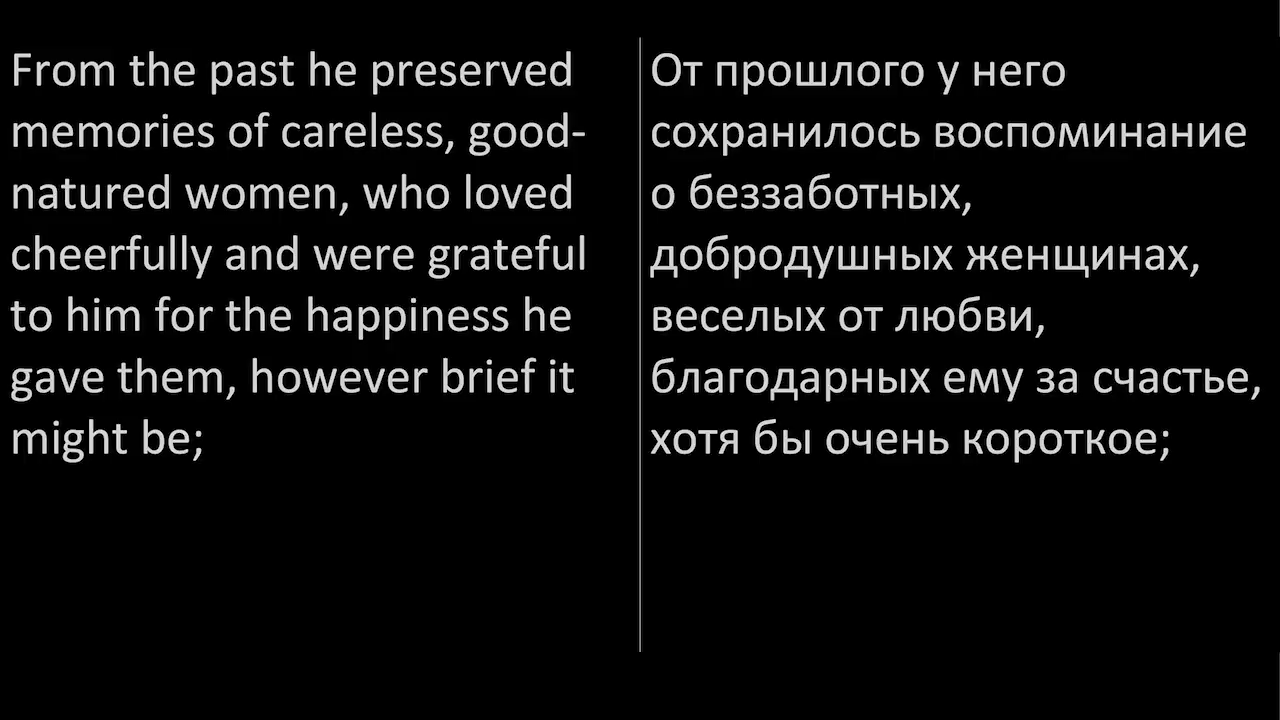 From the past he preserved
memories of careless, good-
natured women, who loved
cheerfully and were grateful
to him for the happiness he
gave them, however brief it
might be;
От прошлого у него
сохранилось воспоминание
о беззаботных,
добродушных женщинах,
веселых от любви,
благодарных ему за счастье,
хотя бы очень короткое;